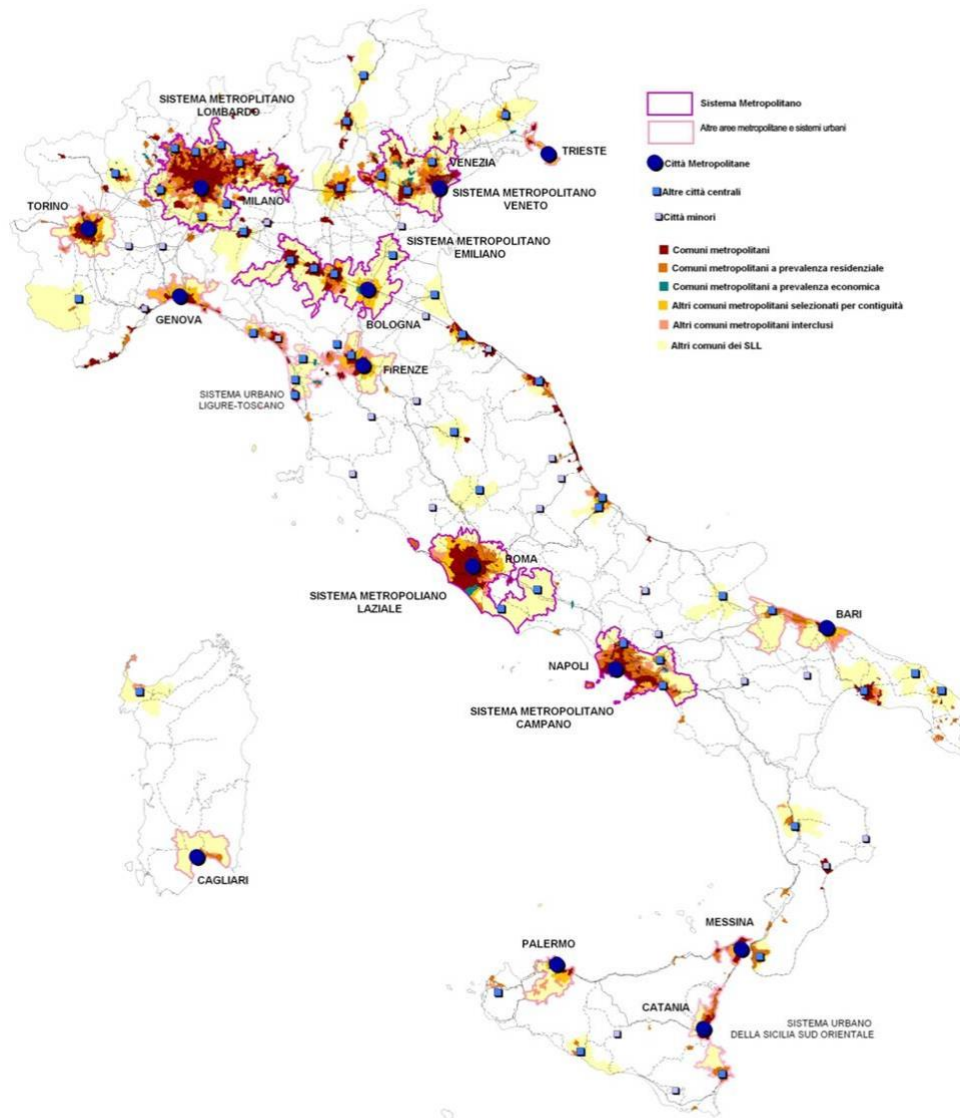 SISTEMA METROPLITANO
LOMBARDO
Sistema Metropolitano
Altre aree metropolitane e sistemi urbani
TRIESTE
VENEZIA
Città Metropolitane
SISTEMA METROPOLITANO
VENETO
Altre città centrali
MILANO
TORINO
Città minori
SISTEMA METROPOLITANO
EMILIANO
Comuni metropolitani
Comuni metropolitani a prevalenza residenziale
Comuni metropolitani a prevalenza economica
Altri comuni metropolitani selezionati per contiguità
Altri comuni metropolitani interclusi
Altri comuni dei SLL
GENOVA
BOLOGNA
FIRENZE
SISTEMA URBANO
LIGURE-TOSCANO
ROMA
SISTEMA METROPOLIANO
LAZIALE
BARI
NAPOLI
SISTEMA METROPOLITANO
CAMPANO
CAGLIARI
MESSINA
PALERMO
CATANIA
SISTEMA URBANO
DELLA SICILIA SUD ORIENTALE